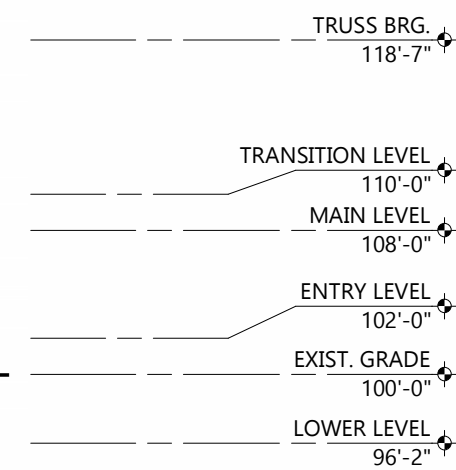 TRUSS BRG.
118'-7"
TRANSITION LEVEL
110'-0"
MAIN LEVEL
108'-0"
ENTRY LEVEL
102'-0"
EXIST. GRADE
100'-0"
LOWER LEVEL
96'-2"